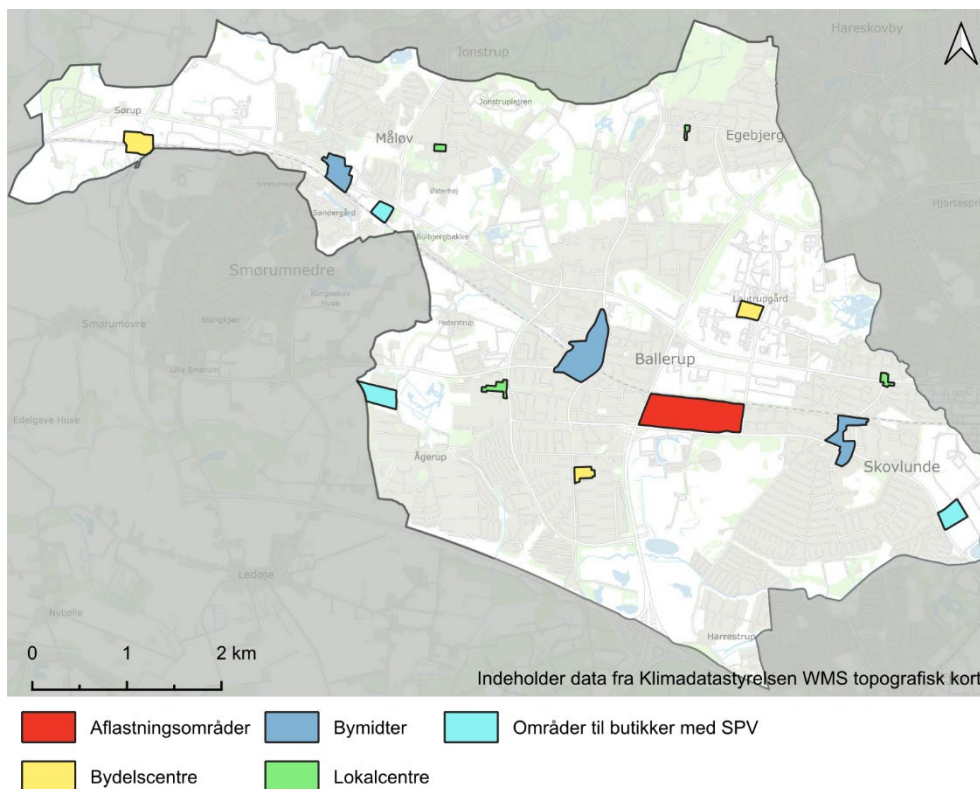 Hareskovby
Jonstrup
Jonstruplejren
Sørup
Måløv
Egebjerg
Østerhøj
Hjortespri
Søndergård
Bulbjergbakke
Smørumnedre
Lautrupgård
Smørumovre
Pederstrup
Ballerup
Lille Smørum
Edelgave Huse
Ågerup
Skovlunde
Ledøje
Nybølle
Harrestrup
0 1 2 km
Indeholder data fra Klimadatastyrelsen WMS topografisk kort
Aflastningsområder Bymidter Områder til butikker med SPV
Bydelscentre Lokalcentre